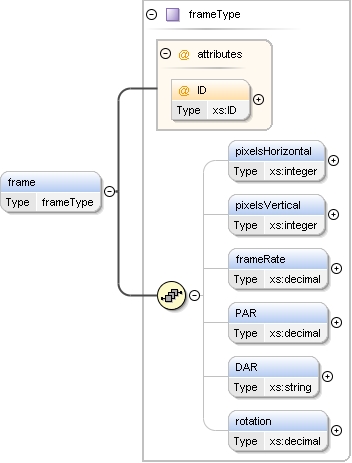 frameType
@ attributes
@ ID
Type xs:ID
frame
Type frameType
pixelsHorizontal
Type xs:integer
pixelsVertical
Type xs:integer
frameRate
Type xs:decimal
PAR
Type xs:decimal
DAR
Type xs:string
rotation
Type xs:decimal